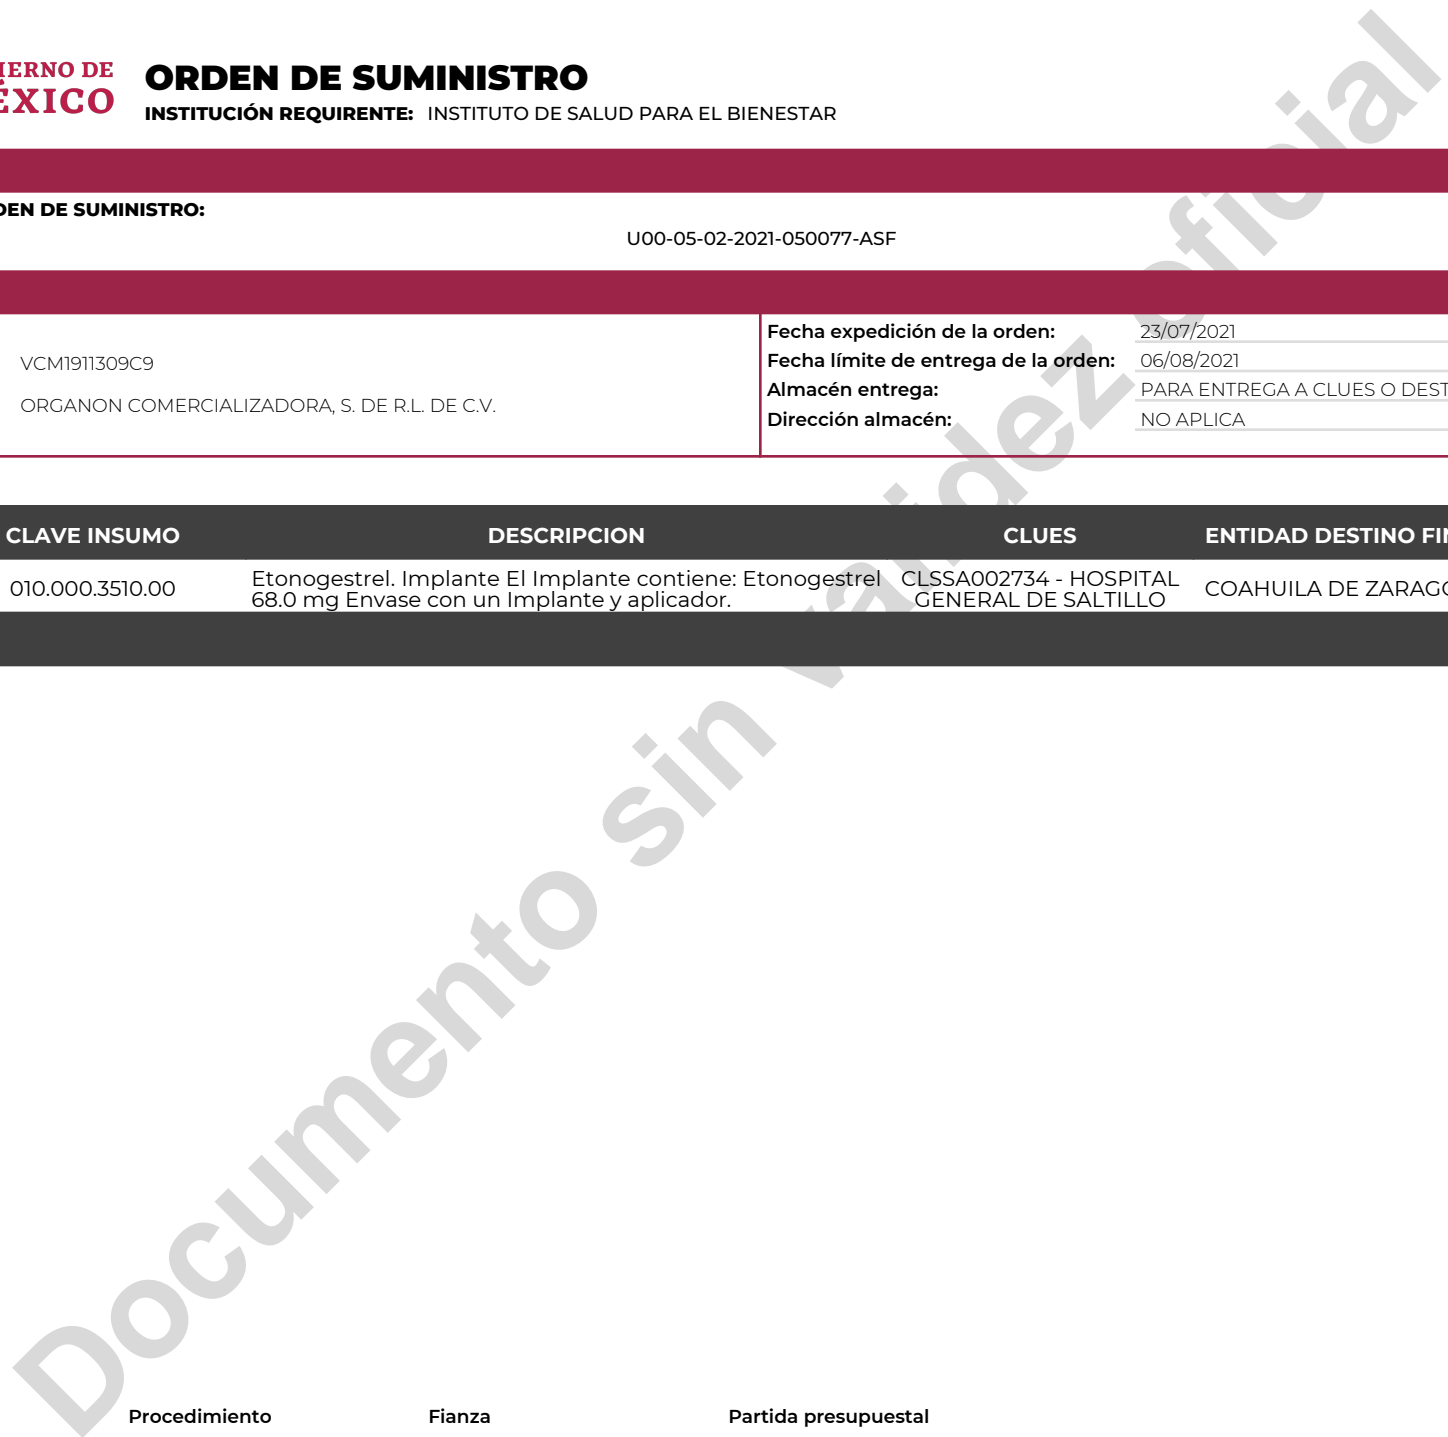 IERNO DE
ÉXICO
ORDEN DE SUMINISTRO
INSTITUCIÓN REQUIRENTE: INSTITUTO DE SALUD PARA EL BIENESTAR
DEN DE SUMINISTRO:
U00-05-02-2021-050077-ASF
VCM1911309C9
ORGANON COMERCIALIZADORA, S. DE R.L. DE C.V.
Fecha expedición de la orden: 23/07/2021
Fecha límite de entrega de la orden: 06/08/2021
Almacén entrega: PARA ENTREGA A CLUES O DEST
Dirección almacén: NO APLICA
CLAVE INSUMO DESCRIPCION CLUES ENTIDAD DESTINO FIN
010.000.3510.00
Etonogestrel. Implante El Implante contiene: Etonogestrel
68.0 mg Envase con un Implante y aplicador.
CLSSA002734 - HOSPITAL
GENERAL DE SALTILLO
COAHUILA DE ZARAGO
Documento sin validez oficial
Procedimiento Fianza Partida presupuestal